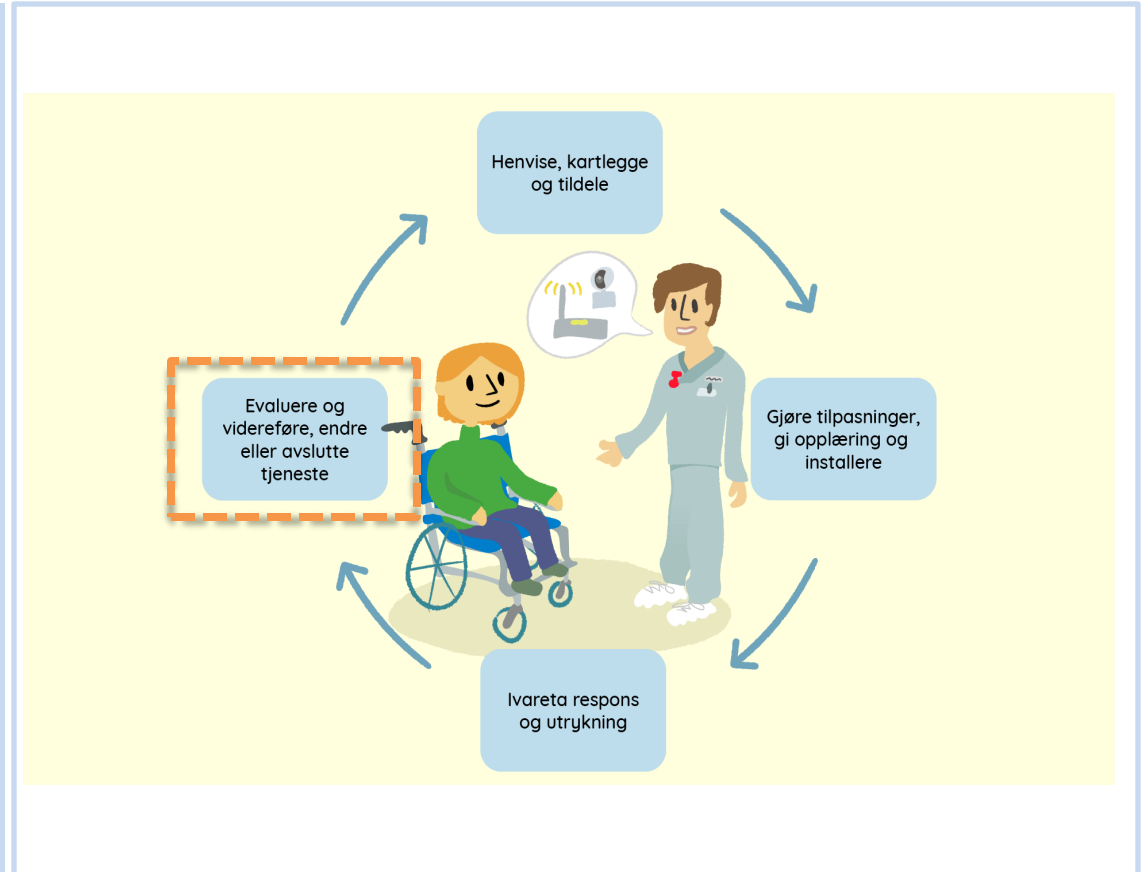 Henvise, kartlegge
og tildele
Gjøre tilpasninger,
gi opplæring og
installere
Ivareta respons
og utrykning
Evaluere og
videreføre, endre
eller avslutte
tjeneste